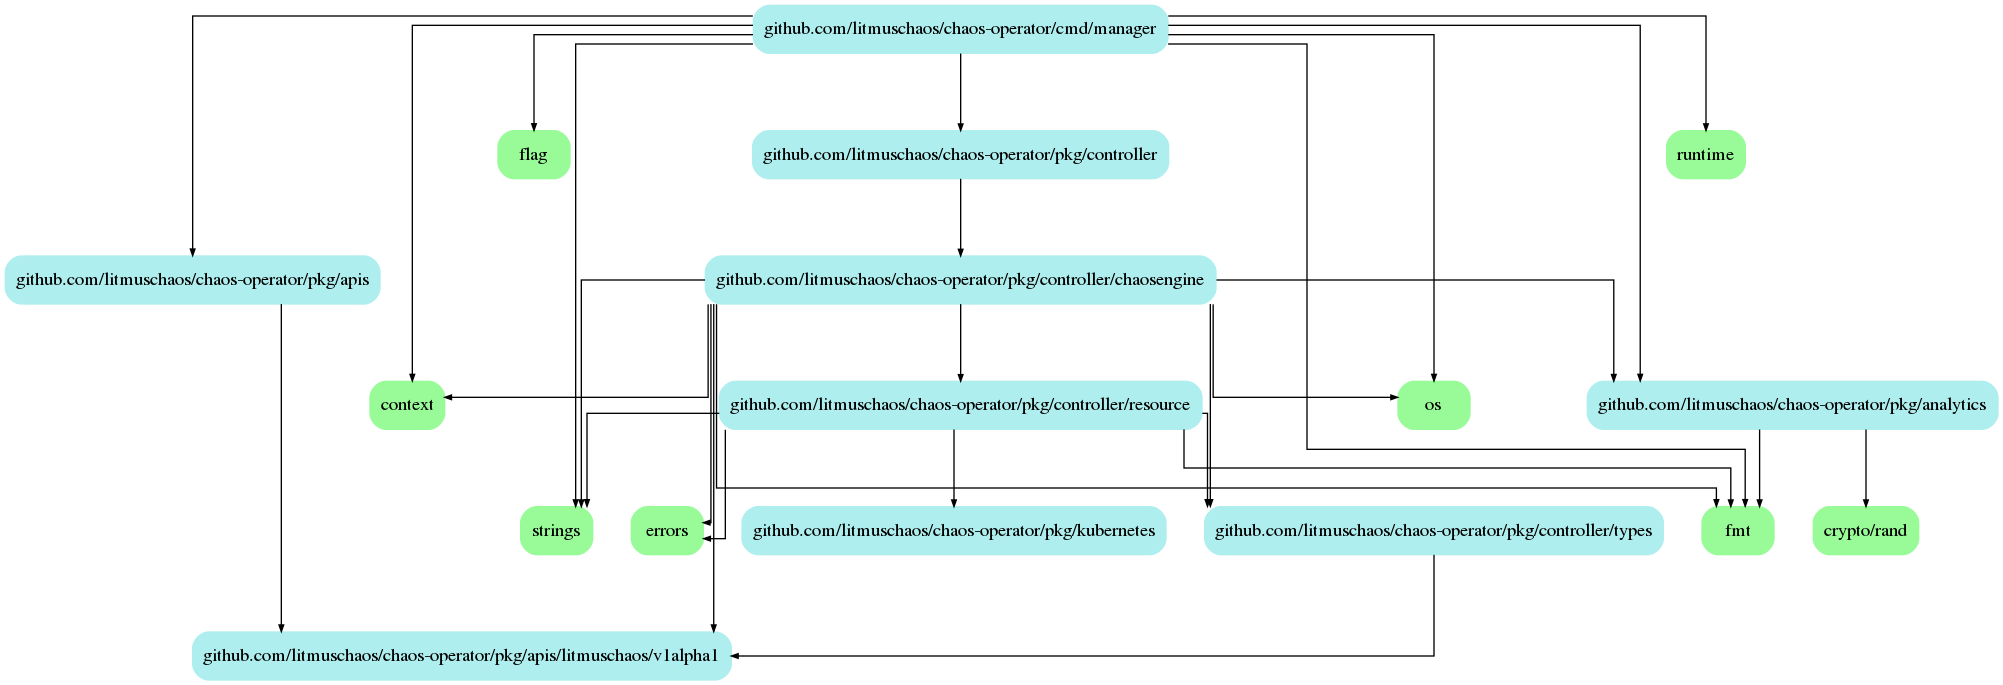 github.com/litmuschaos/chaos-operator/cmd/manager
flag
github.com/litmuschaos/chaos-operator/pkg/controller
runtime
github.com/litmuschaos/chaos-operator/pkg/apis
github.com/litmuschaos/chaos-operator/pkg/controller/chaosengine
context
github.com/litmuschaos/chaos-operator/pkg/controller/resource
os
github.com/litmuschaos/chaos-operator/pkg/analytics
strings
errors
github.com/litmuschaos/chaos-operator/pkg/kubernetes
github.com/litmuschaos/chaos-operator/pkg/controller/types
fmt
crypto/rand
github.com/litmuschaos/chaos-operator/pkg/apis/litmuschaos/v1alpha1